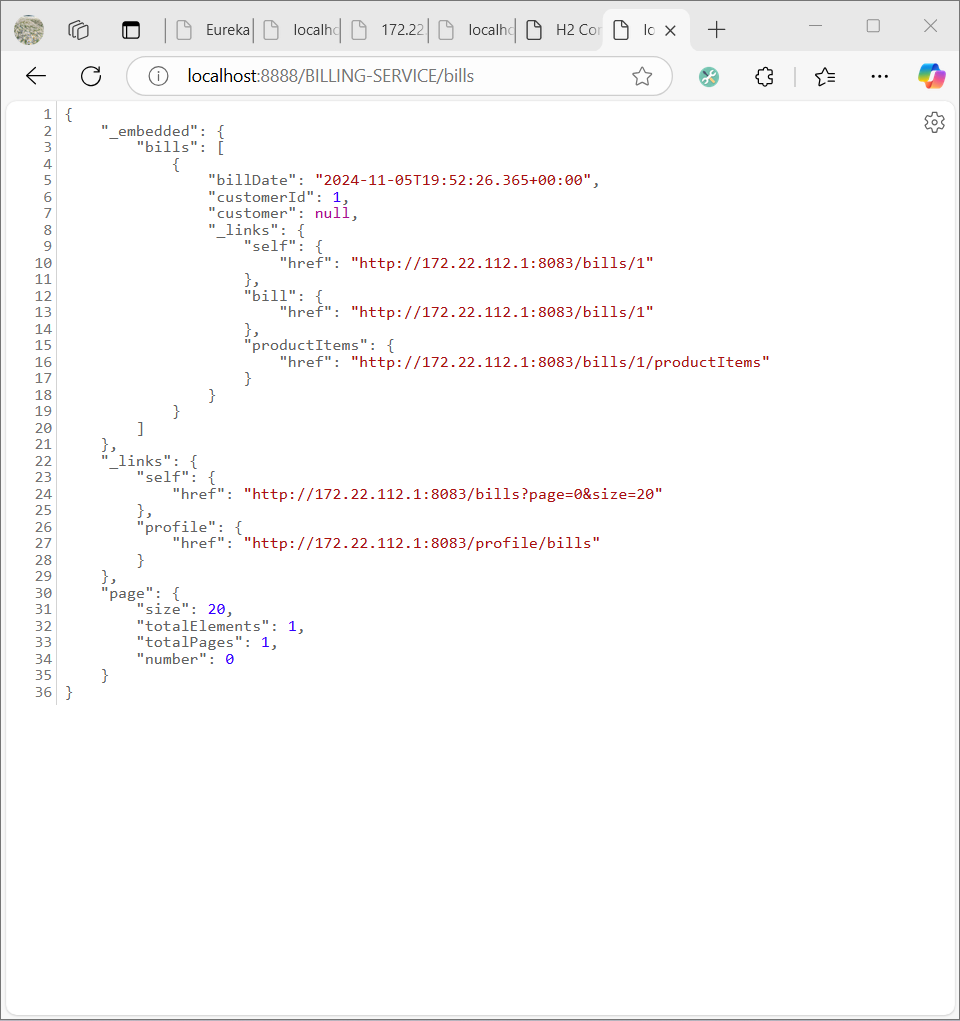 Eureka
localho
172.22
localho
H2 Con
lo
localhost:8888/BILLING-SERVICE/bills
1 {
2 "_embedded": {
3 "bills": [
4 {
5 "billDate": "2024-11-05T19:52:26.365+00:00",
6 "customerId": 1,
7 "customer": null,
8 "_links": {
9 "self": {
10 "href": "http://172.22.112.1:8083/bills/1"
11 },
12 "bill": {
13 "href": "http://172.22.112.1:8083/bills/1"
14 },
15 "productItems": {
16 "href": "http://172.22.112.1:8083/bills/1/productItems"
17 }
18 }
19 }
20 ]
21 },
22 "_links": {
23 "self": {
24 "href": "http://172.22.112.1:8083/bills?page=0&size=20"
25 },
26 "profile": {
27 "href": "http://172.22.112.1:8083/profile/bills"
28 }
29 },
30 "page": {
31 "size": 20,
32 "totalElements": 1,
33 "totalPages": 1,
34 "number": 0
35 }
36 }